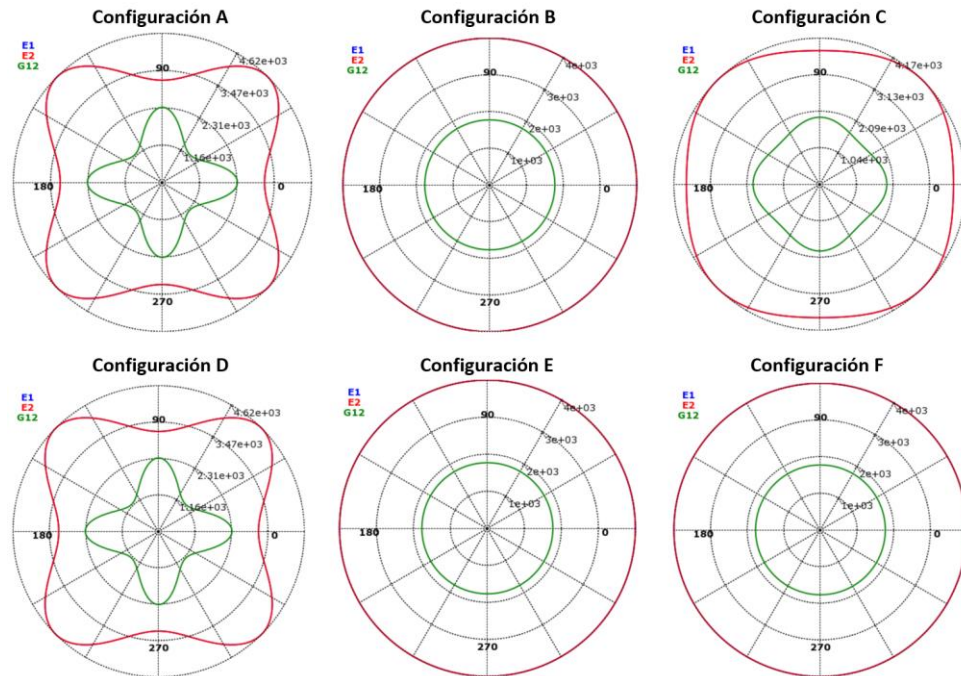 Configuración A
E1
E2
G12
4.62e+03
3.47e+03
2.31e+03
1.16e+03
90
180
0
270
Configuración B
E1
E2
G12
4e+03
3e+03
2e+03
1e+03
90
180
0
270
Configuración C
E1
E2
G12
4.17e+03
3.13e+03
2.09e+03
1.04e+03
90
180
0
270
Configuración D
E1
E2
G12
4.62e+03
3.47e+03
2.31e+03
1.16e+03
90
180
0
270
Configuración E
E1
E2
G12
4e+03
3e+03
2e+03
1e+03
90
180
0
270
Configuración F
E1
E2
G12
4e+03
3e+03
2e+03
1e+03
90
180
0
270